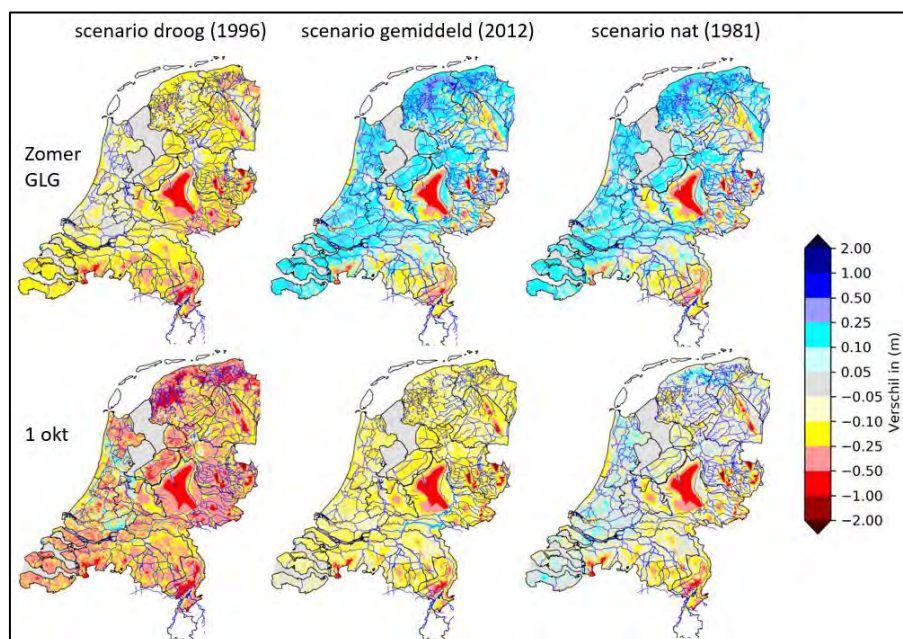 scenario droog (1996)
scenario gemiddeld (2012)
scenario nat (1981)
Zomer
GLG
1 okt
2.00
1.00
0.50
0.25
0.10
0.05
−0.05
−0.10
−0.25
−0.50
−1.00
−2.00
Verschil in (m)